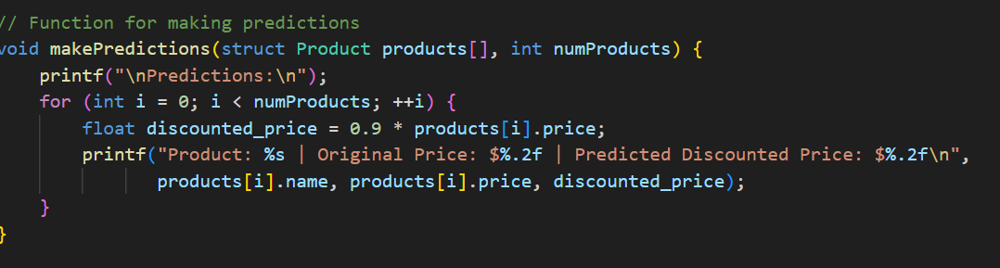 // Function for making predictions
void makePredictions(struct Product products[], int numProducts) {
    printf("\nPredictions:\n");
    for (int i = 0; i < numProducts; ++i) {
        float discounted_price = 0.9 * products[i].price;
        printf("Product: %s | Original Price: $%.2f | Predicted Discounted Price: $%.2f\n",
               products[i].name, products[i].price, discounted_price);
    }
}